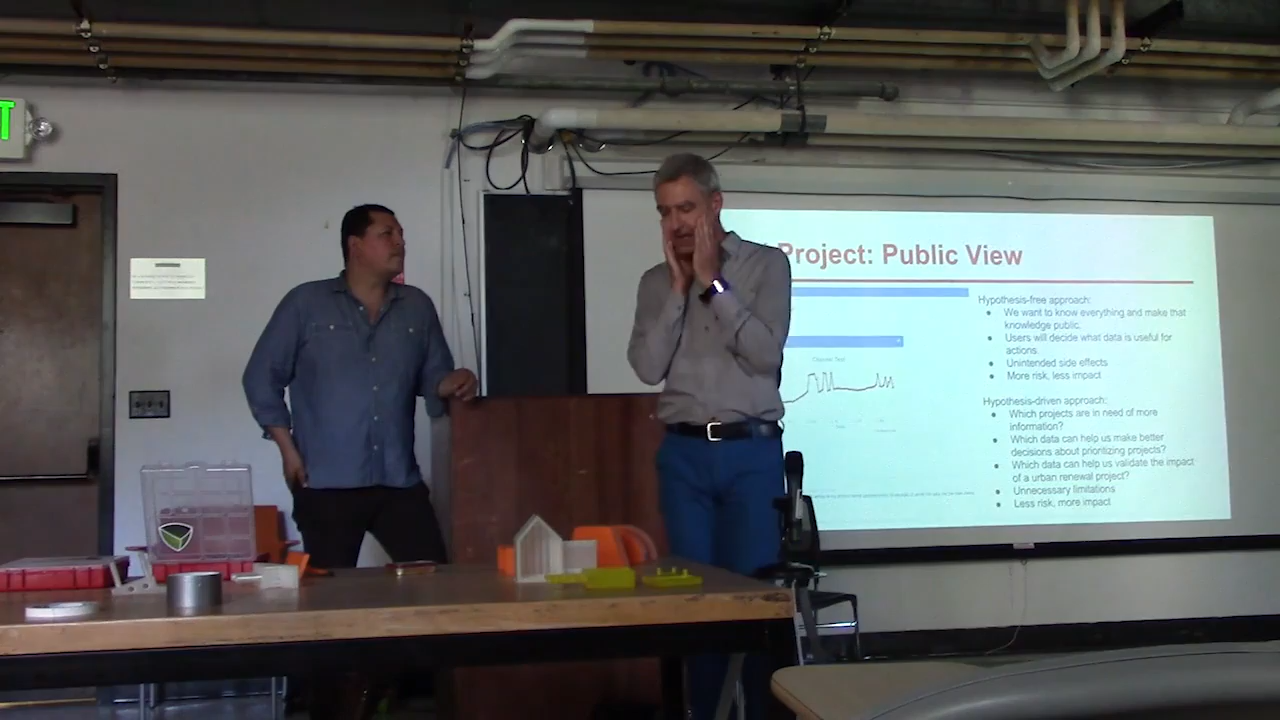 T
Project: Public View
Hypothesis-free approach:
We want to know everything and make that
knowledge public.
Users will decide what data is useful for
actions
Unintended side effects
More risk, less impact
Hypothesis-driven approach:
Which projects are in need of more
information?
Which data can help us make better
decisions about prioritizing projects?
Which data can help us validate the impact
of a urban renewal project?
Unnecessary limitations
Less risk, more impact